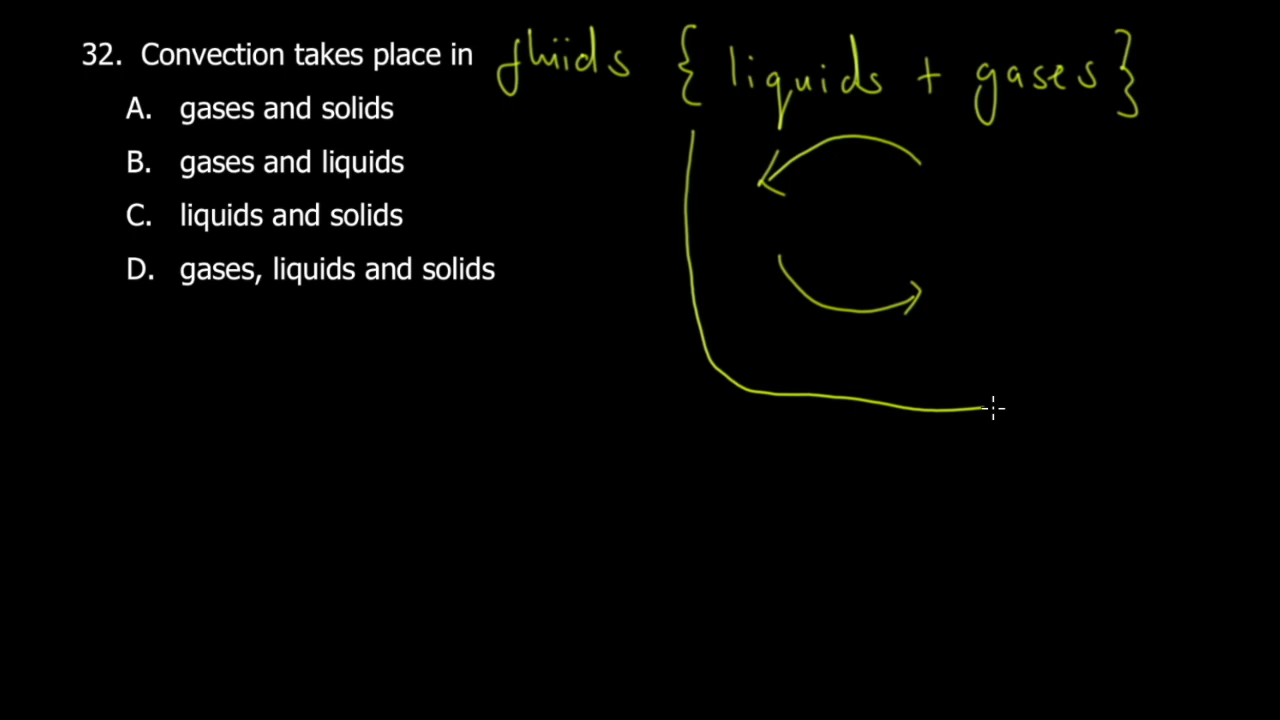 32. Convection takes place in fluids { liquids + gases }
A. gases and solids
B. gases and liquids
C. liquids and solids
D. gases, liquids and solids